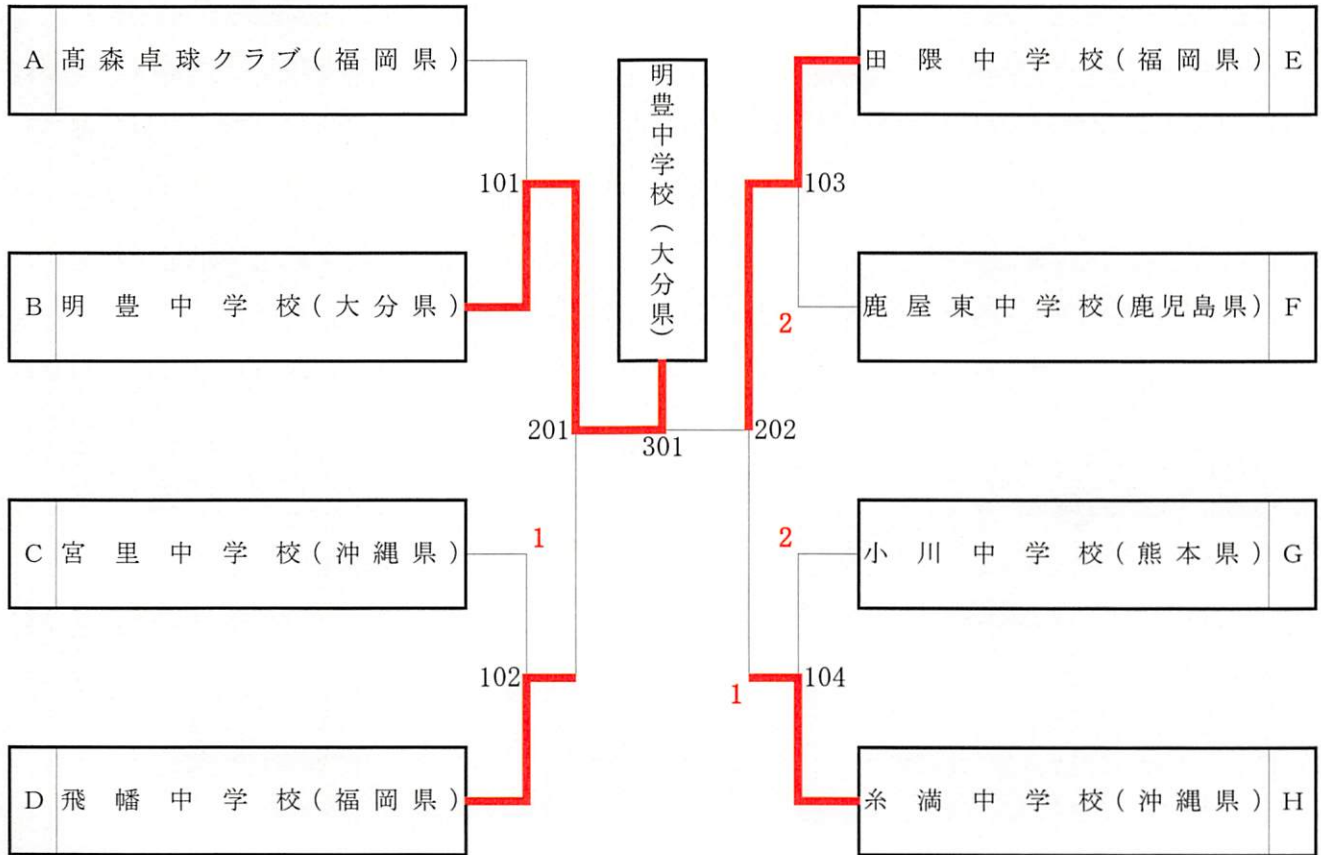 A 髙森卓球クラブ(福岡県)
B 明豊中学校(大分県)
C 宮里中学校(沖縄県)
D 飛幡中学校(福岡県)
101
102
1
201
明豊中学校(大分県)
301
202
103
2
2
104
1
田隈中学校(福岡県) E
鹿屋東中学校(鹿児島県) F
小川中学校(熊本県) G
糸満中学校(沖縄県) H